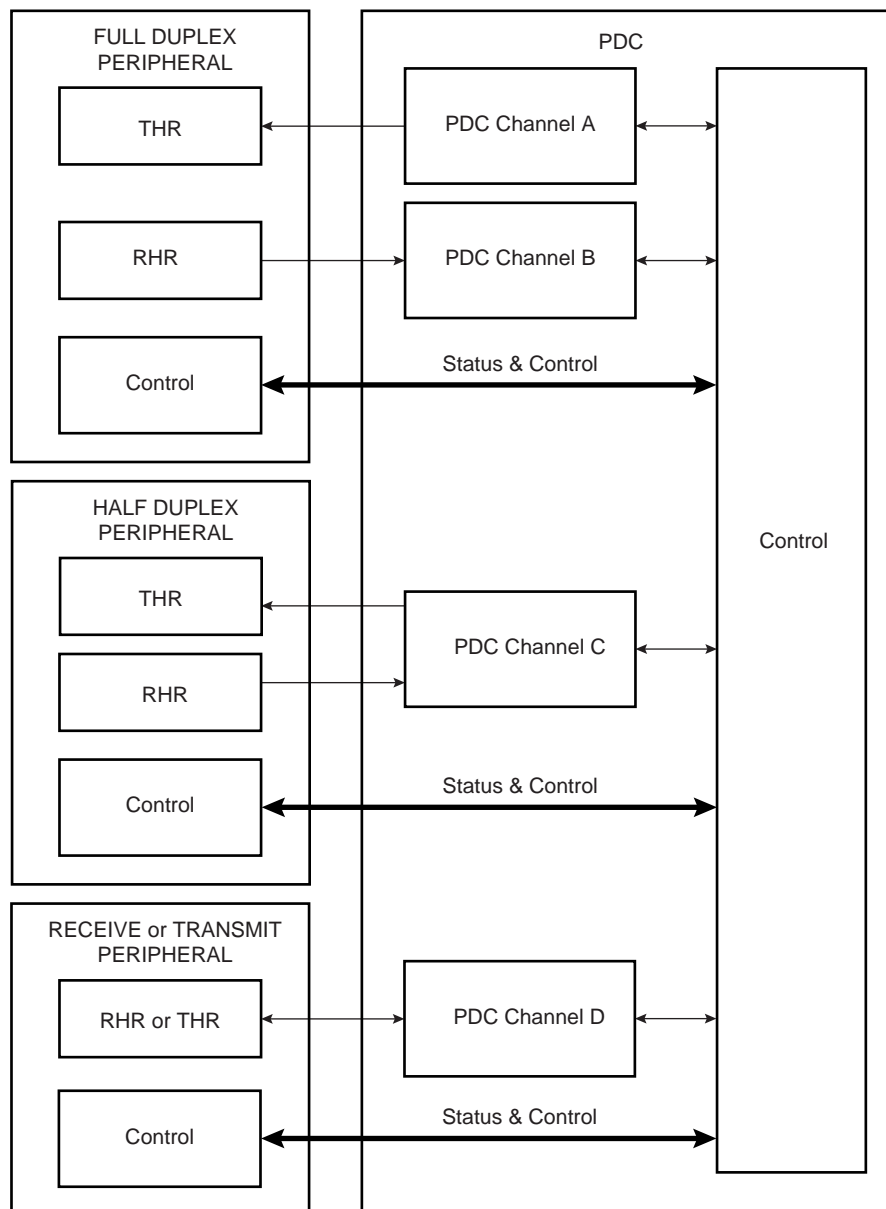 FULL DUPLEX
PERIPHERAL
THR
RHR
Control
PDC
PDC Channel A
PDC Channel B
Status & Control
HALF DUPLEX
PERIPHERAL
THR
RHR
Control
PDC Channel C
Status & Control
Control
RECEIVE or TRANSMIT
PERIPHERAL
RHR or THR
Control
PDC Channel D
Status & Control